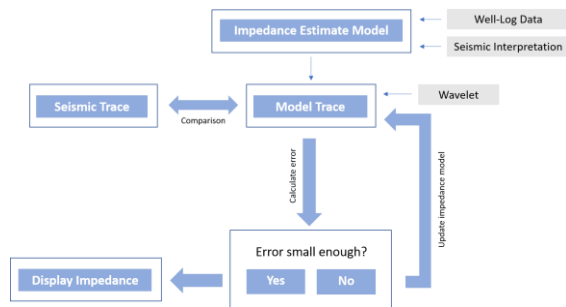 Well-Log Data
Impedance Estimate Model
Seismic Interpretation
Seismic Trace
Comparison
Model Trace
Wavelet
Calculate error
Update impedance model
Error small enough?
Yes
No
Display Impedance